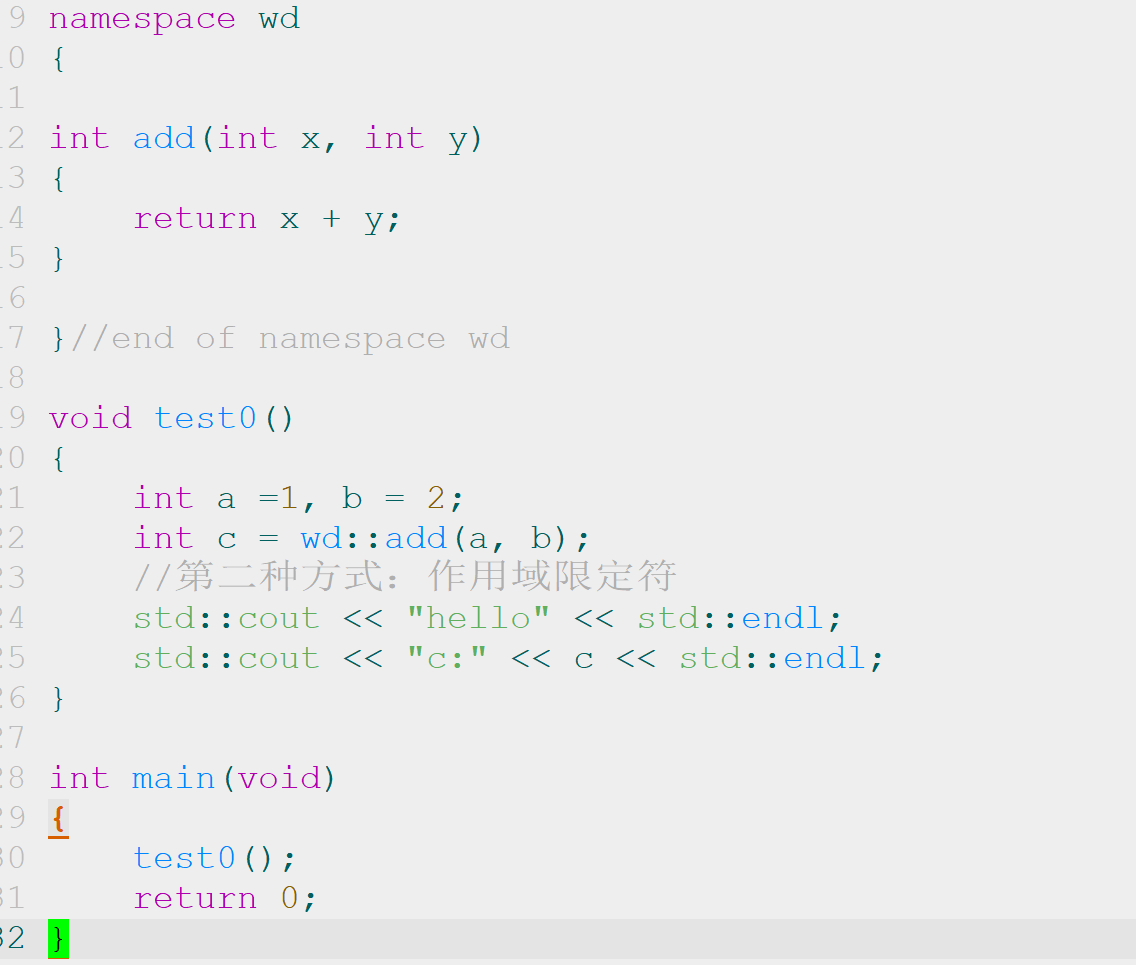 9 namespace wd
10 {
11
12 int add(int x, int y)
13 {
14     return x + y;
15 }
16
17 }//end of namespace wd
18
19 void test0()
20 {
21     int a =1, b = 2;
22     int c = wd::add(a, b);
23     //第二种方式：作用域限定符
24     std::cout << "hello" << std::endl;
25     std::cout << "c:" << c << std::endl;
26 }
27
28 int main(void)
29 {
30     test0();
31     return 0;
32 }